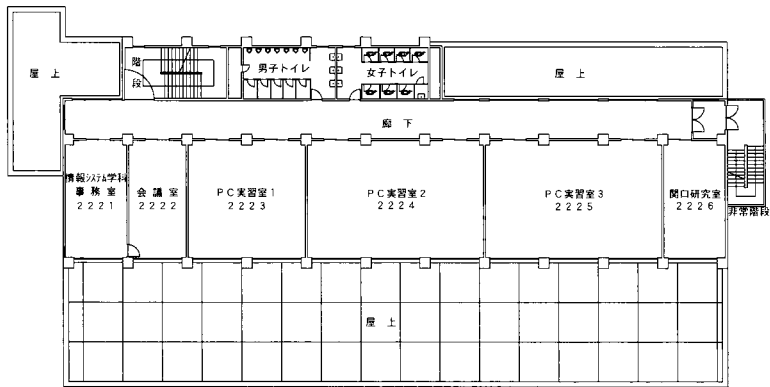 屋上
階段
男子トイレ
女子トイレ
屋上
廊下
情報システム学科
事務室
2221
会議室
2222
PC実習室1
2223
PC実習室2
2224
PC実習室3
2225
関口研究室
2226
非常階段
屋上